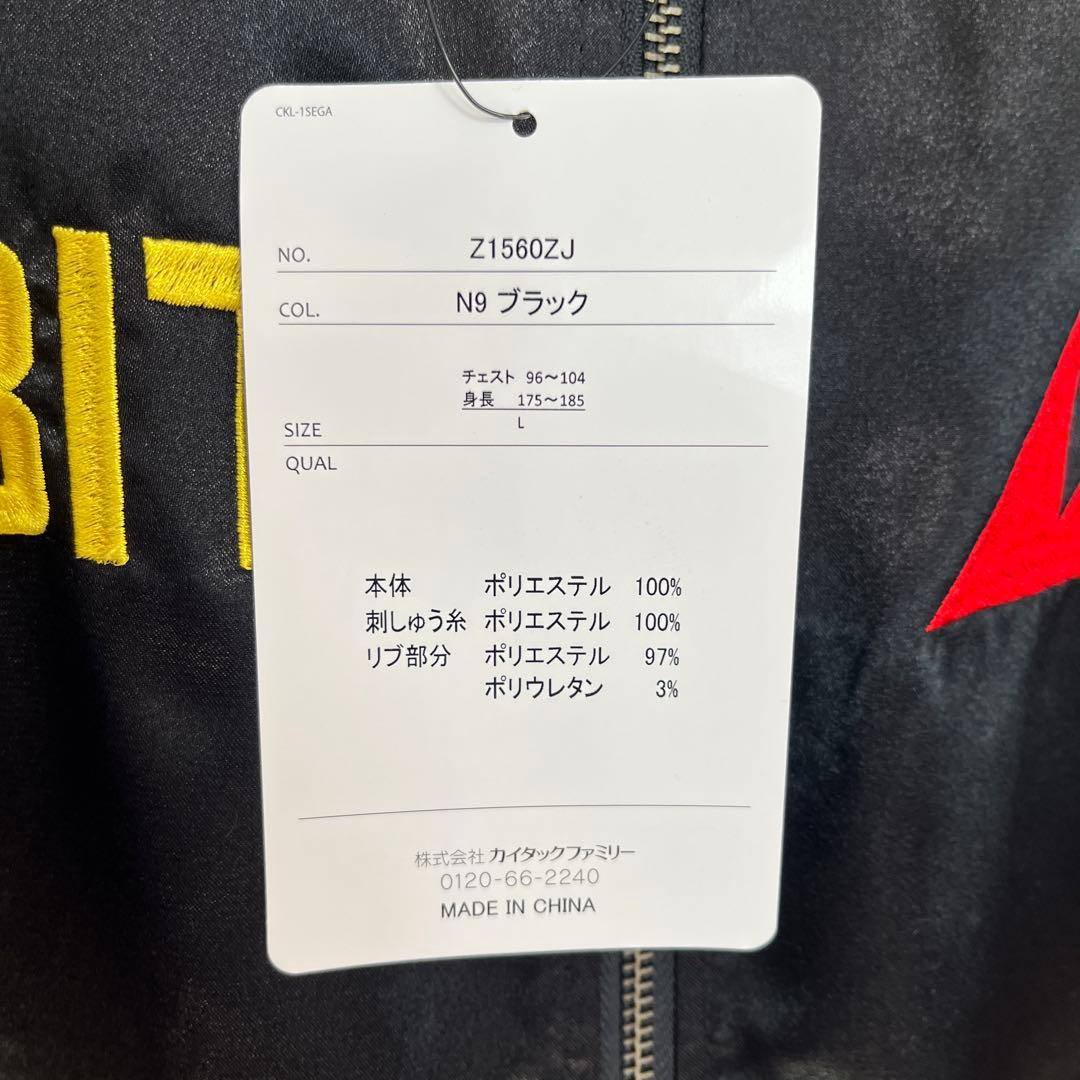 CKL-1SEGA
NO. Z1560ZJ
COL. N9 ブラック
チェスト 96～104
身長 175～185
L
SIZE
QUAL
BIT
本体 ポリエステル 100%
刺しゅう糸 ポリエステル 100%
リブ部分 ポリエステル 97%
ポリウレタン 3%
株式会社 カイタックファミリー
0120-66-2240
MADE IN CHINA